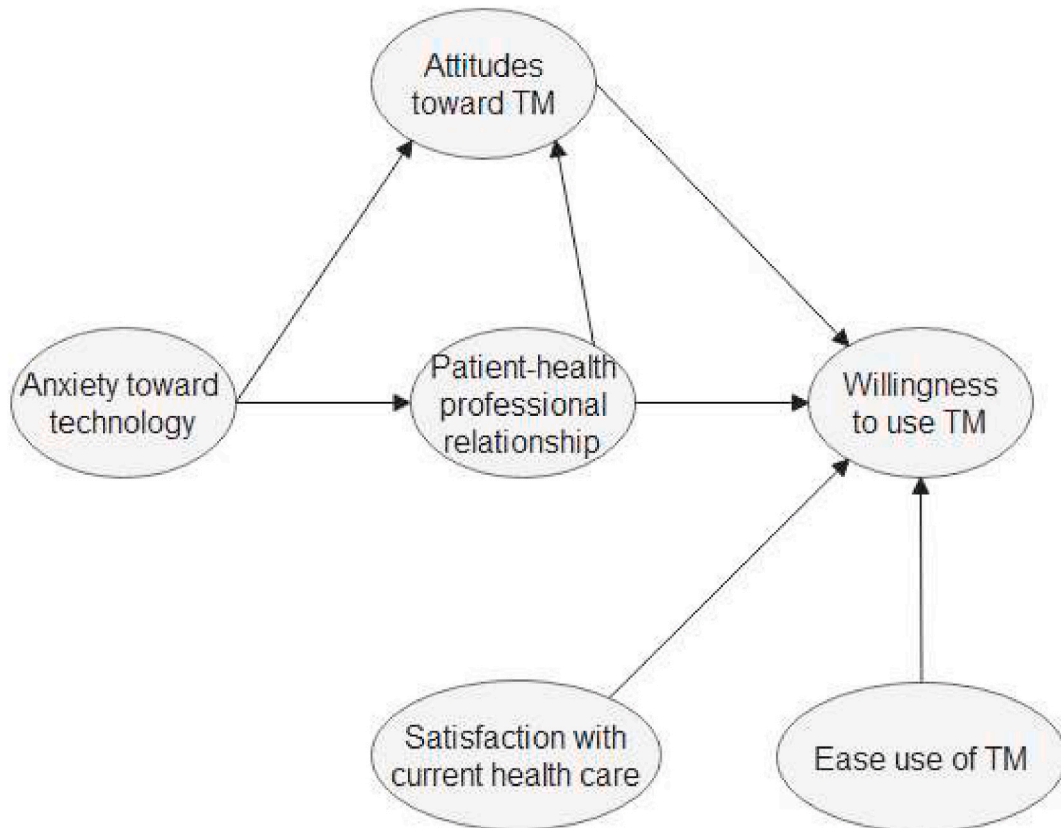 Attitudes
toward TM
Anxiety toward
technology
Patient-health
professional
relationship
Willingness
to use TM
Satisfaction with
current health care
Ease use of TM